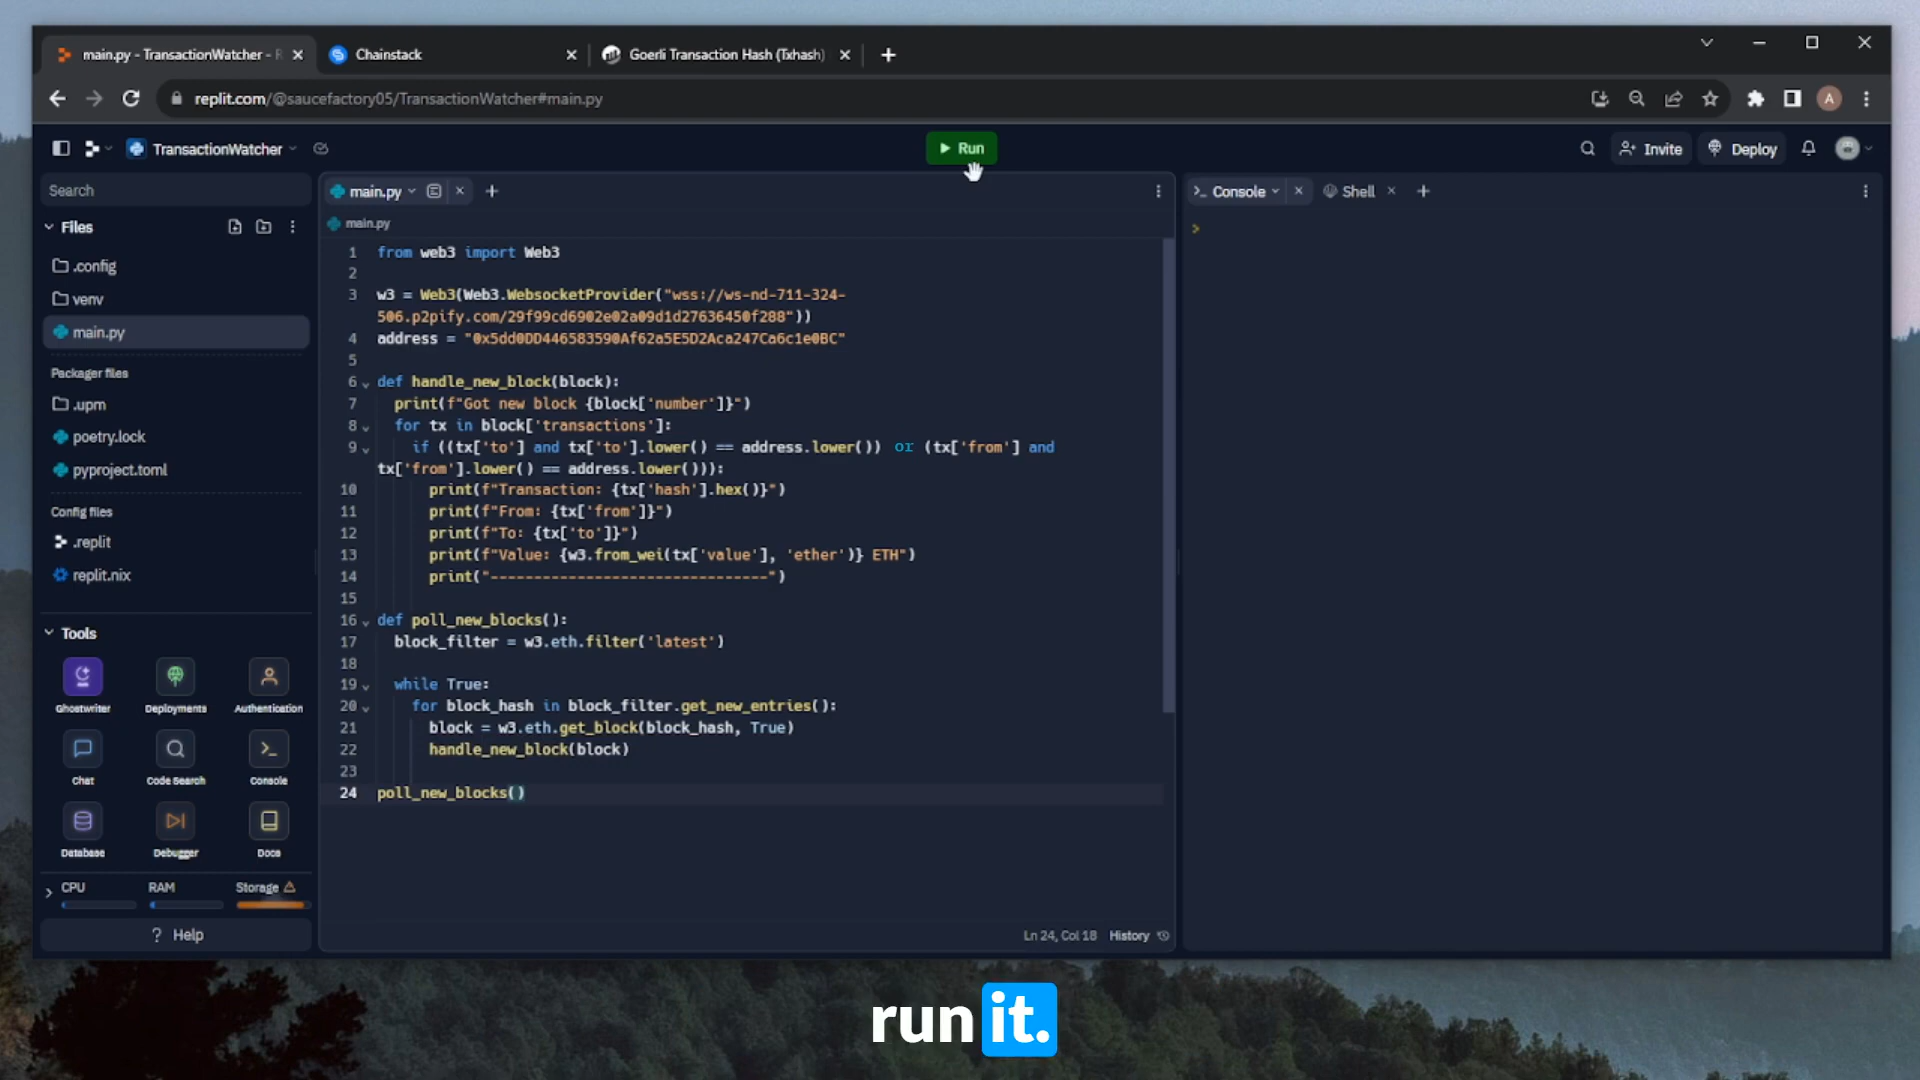 main.py - TransactionWatcher - R
Chainstack
Goerli Transaction Hash (Txhash)
replit.com/@saucefactory05/TransactionWatcher#main.py
A
TransactionWatcher
Run
Invite
Deploy
Search
Files
.config
venv
main.py
Packager files
.upm
poetry.lock
pyproject.toml
Config files
.replit
replit.nix
Tools
Ghostwriter
Deployments
Authentication
Chat
Code Search
Console
Database
Debugger
Docs
CPU
RAM
Storage
? Help
main.py
main.py
1 from web3 import Web3
2
3 w3 = Web3(Web3.WebsocketProvider("wss://ws-nd-711-324-
506.p2pify.com/29f99cd6902e02a09d1d27636450f288"))
4 address = "0x5dd0DD446583590Af62a5E5D2Aca247Ca6c1e0BC"
5
6 def handle_new_block(block):
7 print(f"Got new block {block['number']}")
8 for tx in block['transactions']:
9 if ((tx['to'] and tx['to'].lower() == address.lower()) or (tx['from'] and
tx['from'].lower() == address.lower())):
10 print(f"Transaction: {tx['hash'].hex()}")
11 print(f"From: {tx['from']}")
12 print(f"To: {tx['to']}")
13 print(f"Value: {w3.from_wei(tx['value'], 'ether')} ETH")
14 print("--------------------------------")
15
16 def poll_new_blocks():
17 block_filter = w3.eth.filter('latest')
18
19 while True:
20 for block_hash in block_filter.get_new_entries():
21 block = w3.eth.get_block(block_hash, True)
22 handle_new_block(block)
23
24 poll_new_blocks()
Ln 24, Col 18 History
Console
Shell
>
run it.